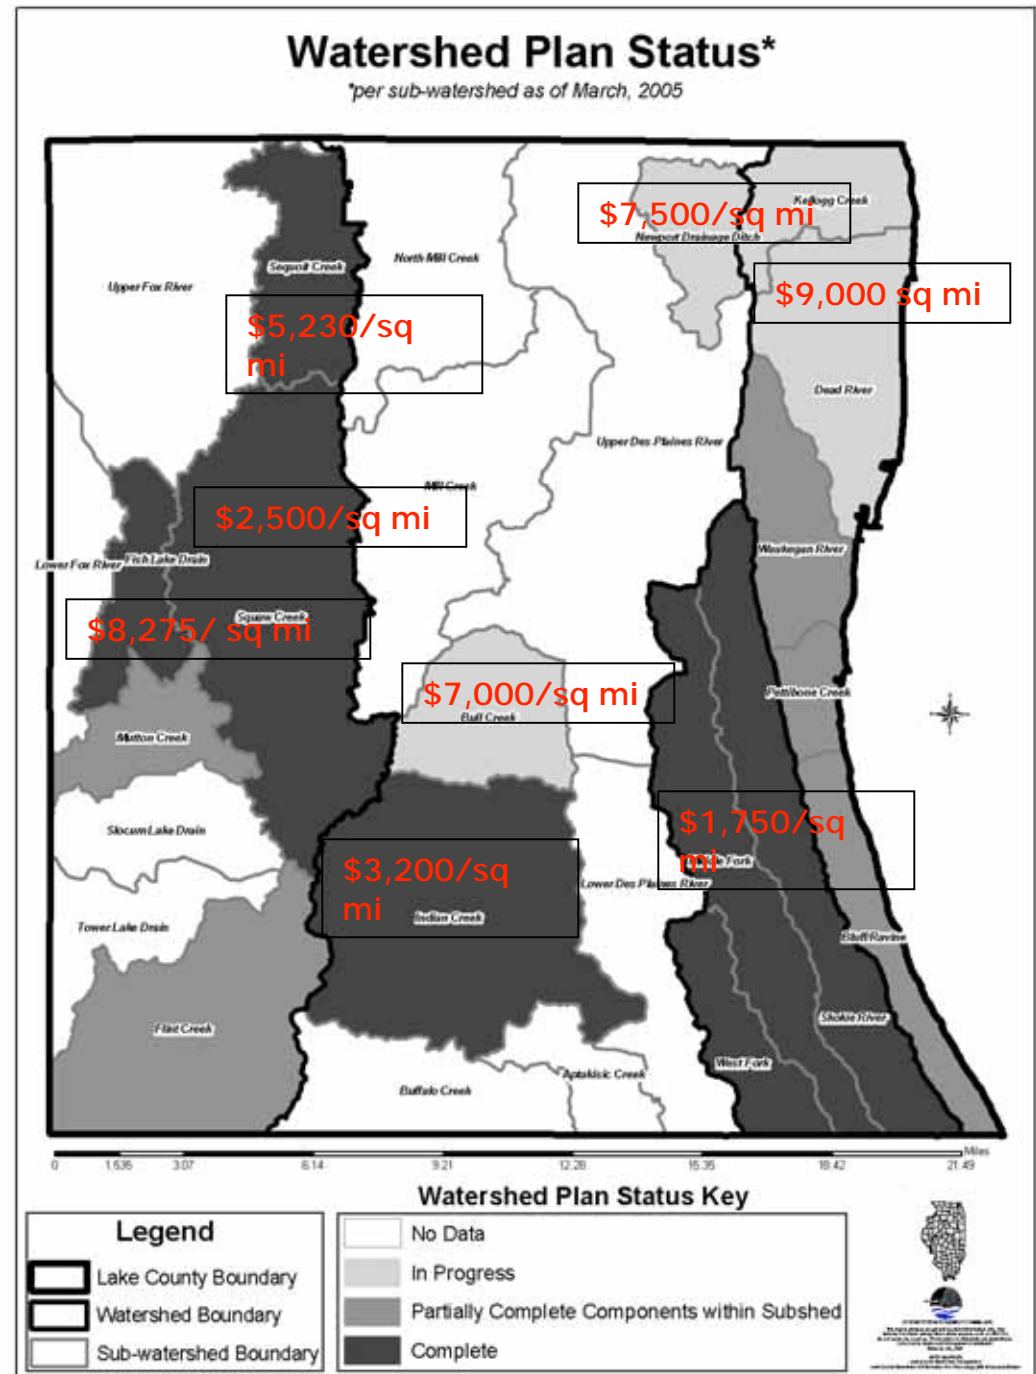 Watershed Plan Status*
*per sub-watershed as of March, 2005
Kellogg Creek
$7,500/sq mi
Newport Drainage Ditch
North Mill Creek
Sequoit Creek
Upper Fox River
$9,000 sq mi
$5,230/sq
mi
Dead River
Upper Des Plaines River
Mill Creek
$2,500/sq mi
Waukegan River
Lower Fox River
Fish Lake Drain
Squaw Creek
$8,275/ sq mi
$7,000/sq mi
Pettibone Creek
Bull Creek
Mutton Creek
Slocum Lake Drain
$1,750/sq
mi
Fork
$3,200/sq
mi
Lower Des Plaines River
Indian Creek
Tower Lake Drain
Bluff Ravine
Skokie River
Flint Creek
West Fork
Aptakisic Creek
Buffalo Creek
0 1.535 3.07 6.14 9.21 12.28 15.35 18.42 21.49
Miles
Watershed Plan Status Key
Legend
Lake County Boundary
Watershed Boundary
Sub-watershed Boundary
No Data
In Progress
Partially Complete Components within Subshed
Complete